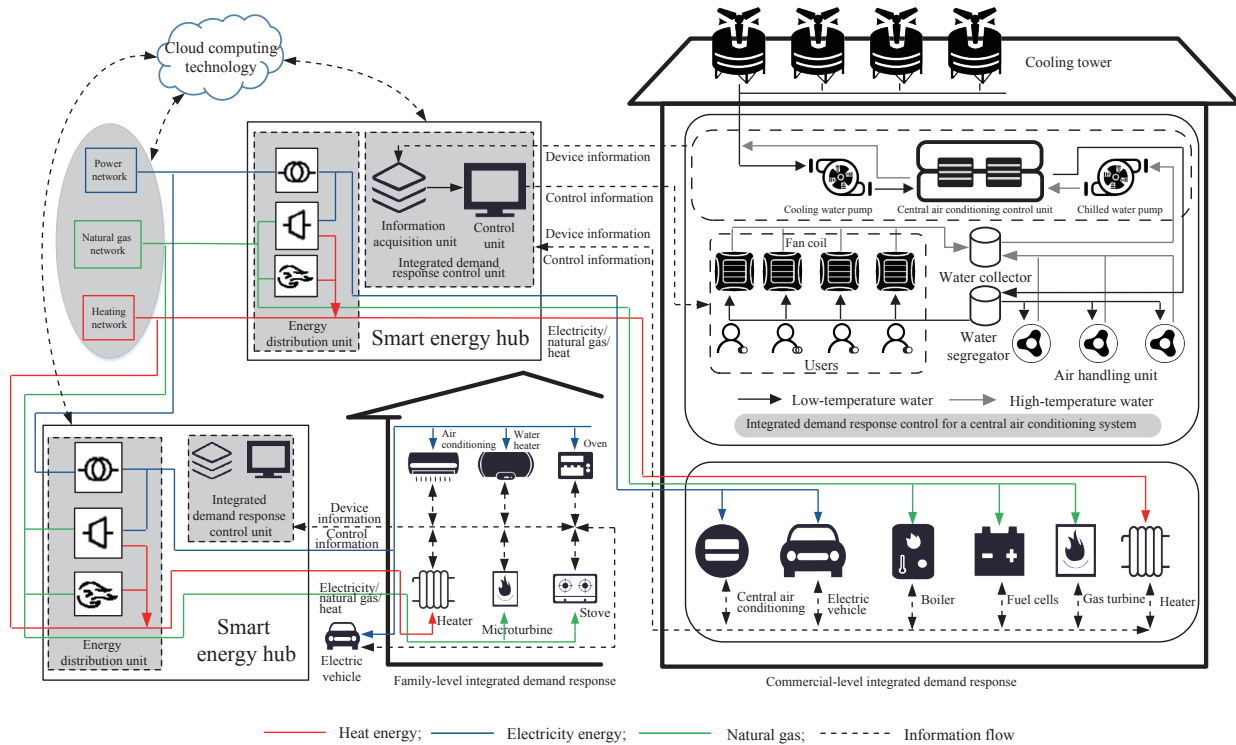 Cloud computing
technology
Cooling tower
Power
network
Natural gas
network
Heating
network
Information
acquisition unit
Control
unit
Integrated demand
response control unit
Energy
distribution unit
Smart energy hub
Device information
Control information
Device information
Control information
Electricity/
natural gas/
heat
Cooling water pump
Central air conditioning control unit
Chilled water pump
Fan coil
Water collector
Water
segregator
Users
Air handling unit
Low-temperature water
High-temperature water
Integrated demand response control for a central air conditioning system
Integrated
demand response
control unit
Energy
distribution unit
Smart
energy hub
Device
information
Control
information
Electricity/
natural gas/
heat
Air
conditioning
Water
heater
Oven
Heater
Microturbine
Stove
Electric
vehicle
Family-level integrated demand response
Central air
conditioning
Electric
vehicle
Boiler
Fuel cells
Gas turbine
Heater
Commercial-level integrated demand response
Heat energy;
Electricity energy;
Natural gas;
Information flow